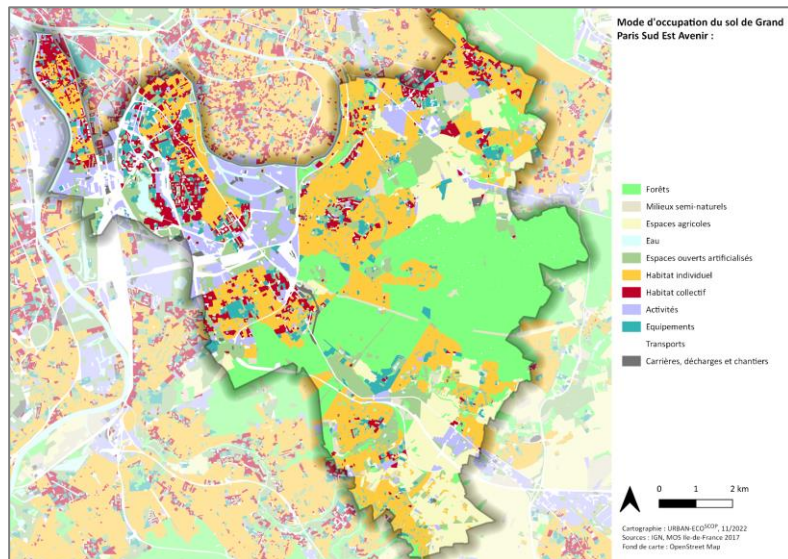 Mode d'occupation du sol de Grand
Paris Sud Est Avenir :
Forêts
Milieux semi-naturels
Espaces agricoles
Eau
Espaces ouverts artificialisés
Habitat individuel
Habitat collectif
Activités
Equipements
Transports
Carrières, décharges et chantiers
0 1 2 km
Cartographie : URBAN-ECOSCOP, 11/2022
Sources : IGN, MOS Ile-de-France 2017
Fond de carte : OpenStreet Map